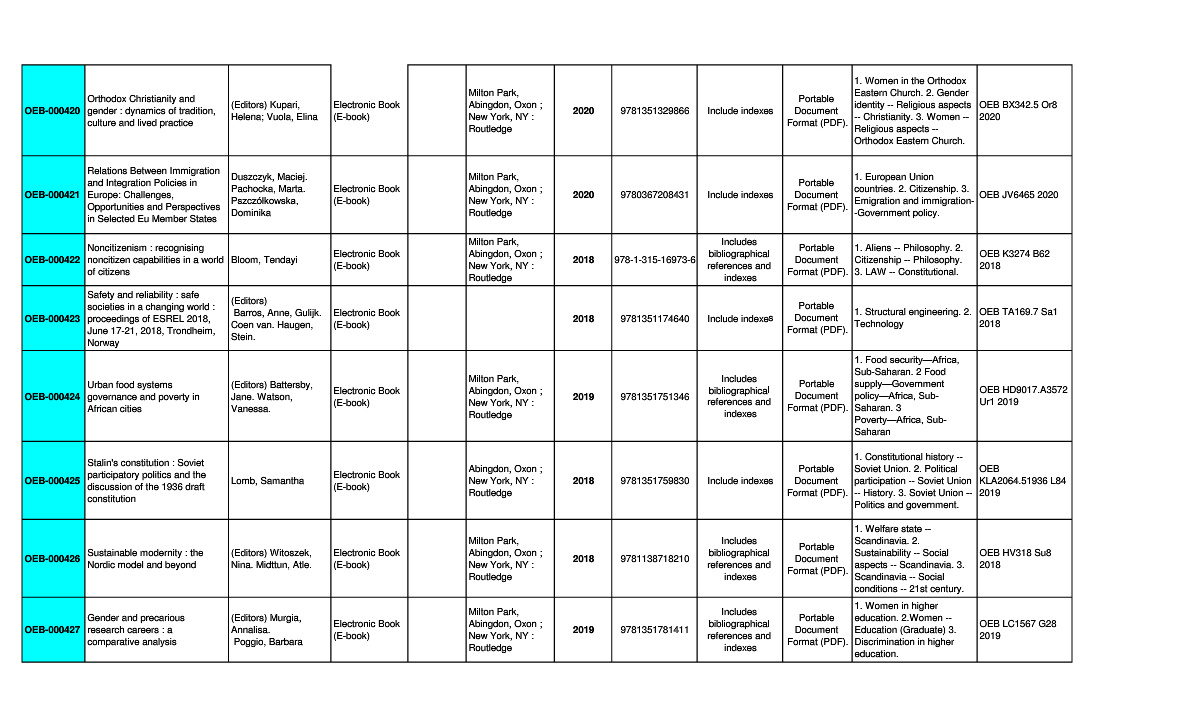 OEB-000420
Orthodox Christianity and
gender : dynamics of tradition,
culture and lived practice
(Editors) Kupari,
Helena; Vuola, Elina
Electronic Book
(E-book)
Milton Park,
Abingdon, Oxon ;
New York, NY :
Routledge
2020
9781351329866
Include indexes
Portable
Document
Format (PDF).
1. Women in the Orthodox
Eastern Church. 2. Gender
identity -- Religious aspects
-- Christianity. 3. Women --
Religious aspects --
Orthodox Eastern Church.
OEB BX342.5 Or8
2020
OEB-000421
Relations Between Immigration
and Integration Policies in
Europe: Challenges,
Opportunities and Perspectives
in Selected Eu Member States
Duszczyk, Maciej.
Pachocka, Marta.
Pszczólkowska,
Dominika
Electronic Book
(E-book)
Milton Park,
Abingdon, Oxon ;
New York, NY :
Routledge
2020
9780367208431
Include indexes
Portable
Document
Format (PDF).
1. European Union
countries. 2. Citizenship. 3.
Emigration and immigration-
-Government policy.
OEB JV6465 2020
OEB-000422
Noncitizenism : recognising
noncitizen capabilities in a world
of citizens
Bloom, Tendayi
Electronic Book
(E-book)
Milton Park,
Abingdon, Oxon ;
New York, NY :
Routledge
2018
978-1-315-16973-6
Includes
bibliographical
references and
indexes
Portable
Document
Format (PDF).
1. Aliens -- Philosophy. 2.
Citizenship -- Philosophy.
3. LAW -- Constitutional.
OEB K3274 B62
2018
OEB-000423
Safety and reliability : safe
societies in a changing world :
proceedings of ESREL 2018,
June 17-21, 2018, Trondheim,
Norway
(Editors)
Barros, Anne, Gulijk.
Coen van. Haugen,
Stein.
Electronic Book
(E-book)
2018
9781351174640
Include indexes
Portable
Document
Format (PDF).
1. Structural engineering. 2.
Technology
OEB TA169.7 Sa1
2018
OEB-000424
Urban food systems
governance and poverty in
African cities
(Editors) Battersby,
Jane. Watson,
Vanessa.
Electronic Book
(E-book)
Milton Park,
Abingdon, Oxon ;
New York, NY :
Routledge
2019
9781351751346
Includes
bibliographical
references and
indexes
Portable
Document
Format (PDF).
1. Food security—Africa,
Sub-Saharan. 2 Food
supply—Government
policy—Africa, Sub-
Saharan. 3
Poverty—Africa, Sub-
Saharan
OEB HD9017.A3572
Ur1 2019
OEB-000425
Stalin's constitution : Soviet
participatory politics and the
discussion of the 1936 draft
constitution
Lomb, Samantha
Electronic Book
(E-book)
Abingdon, Oxon ;
New York, NY :
Routledge
2018
9781351759830
Include indexes
Portable
Document
Format (PDF).
1. Constitutional history --
Soviet Union. 2. Political
participation -- Soviet Union
-- History. 3. Soviet Union --
Politics and government.
OEB
KLA2064.51936 L84
2019
OEB-000426
Sustainable modernity : the
Nordic model and beyond
(Editors) Witoszek,
Nina. Midttun, Atle.
Electronic Book
(E-book)
Milton Park,
Abingdon, Oxon ;
New York, NY :
Routledge
2018
9781138718210
Includes
bibliographical
references and
indexes
Portable
Document
Format (PDF).
1. Welfare state --
Scandinavia. 2.
Sustainability -- Social
aspects -- Scandinavia. 3.
Scandinavia -- Social
conditions -- 21st century.
OEB HV318 Su8
2018
OEB-000427
Gender and precarious
research careers : a
comparative analysis
(Editors) Murgia,
Annalisa.
Poggio, Barbara
Electronic Book
(E-book)
Milton Park,
Abingdon, Oxon ;
New York, NY :
Routledge
2019
9781351781411
Includes
bibliographical
references and
indexes
Portable
Document
Format (PDF).
1. Women in higher
education. 2.Women --
Education (Graduate) 3.
Discrimination in higher
education.
OEB LC1567 G28
2019